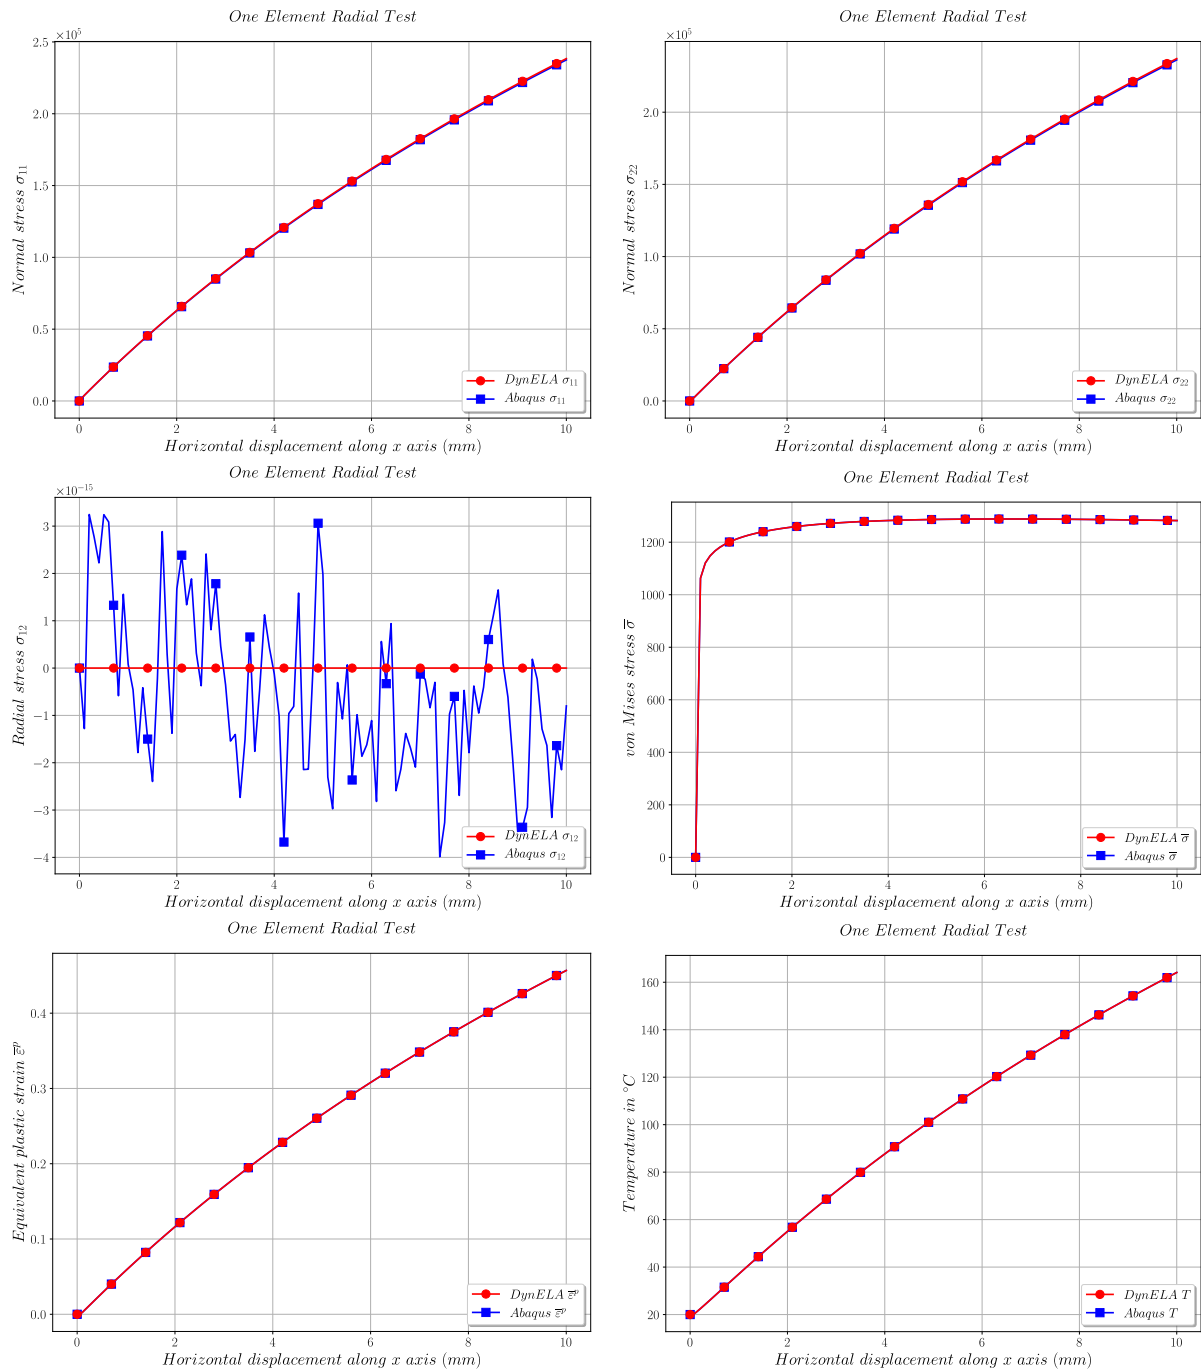 One Element Radial Test
×10⁵
2.5
2.0
1.5
1.0
0.5
0.0
Normal stress σ₁₁
DynELA σ₁₁
Abaqus σ₁₁
0 2 4 6 8 10
Horizontal displacement along x axis (mm)
One Element Radial Test
×10⁵
2.0
1.5
1.0
0.5
0.0
Normal stress σ₂₂
DynELA σ₂₂
Abaqus σ₂₂
0 2 4 6 8 10
Horizontal displacement along x axis (mm)
One Element Radial Test
×10⁻¹⁵
3
2
1
0
−1
−2
−3
−4
Radial stress σ₁₂
DynELA σ₁₂
Abaqus σ₁₂
0 2 4 6 8 10
Horizontal displacement along x axis (mm)
One Element Radial Test
1200
1000
800
600
400
200
0
von Mises stress σ̅
DynELA σ̅
Abaqus σ̅
0 2 4 6 8 10
Horizontal displacement along x axis (mm)
One Element Radial Test
0.4
0.3
0.2
0.1
0.0
Equivalent plastic strain ε̅ᵖ
DynELA ε̅ᵖ
Abaqus ε̅ᵖ
0 2 4 6 8 10
Horizontal displacement along x axis (mm)
One Element Radial Test
160
140
120
100
80
60
40
20
Temperature in °C
DynELA T
Abaqus T
0 2 4 6 8 10
Horizontal displacement along x axis (mm)